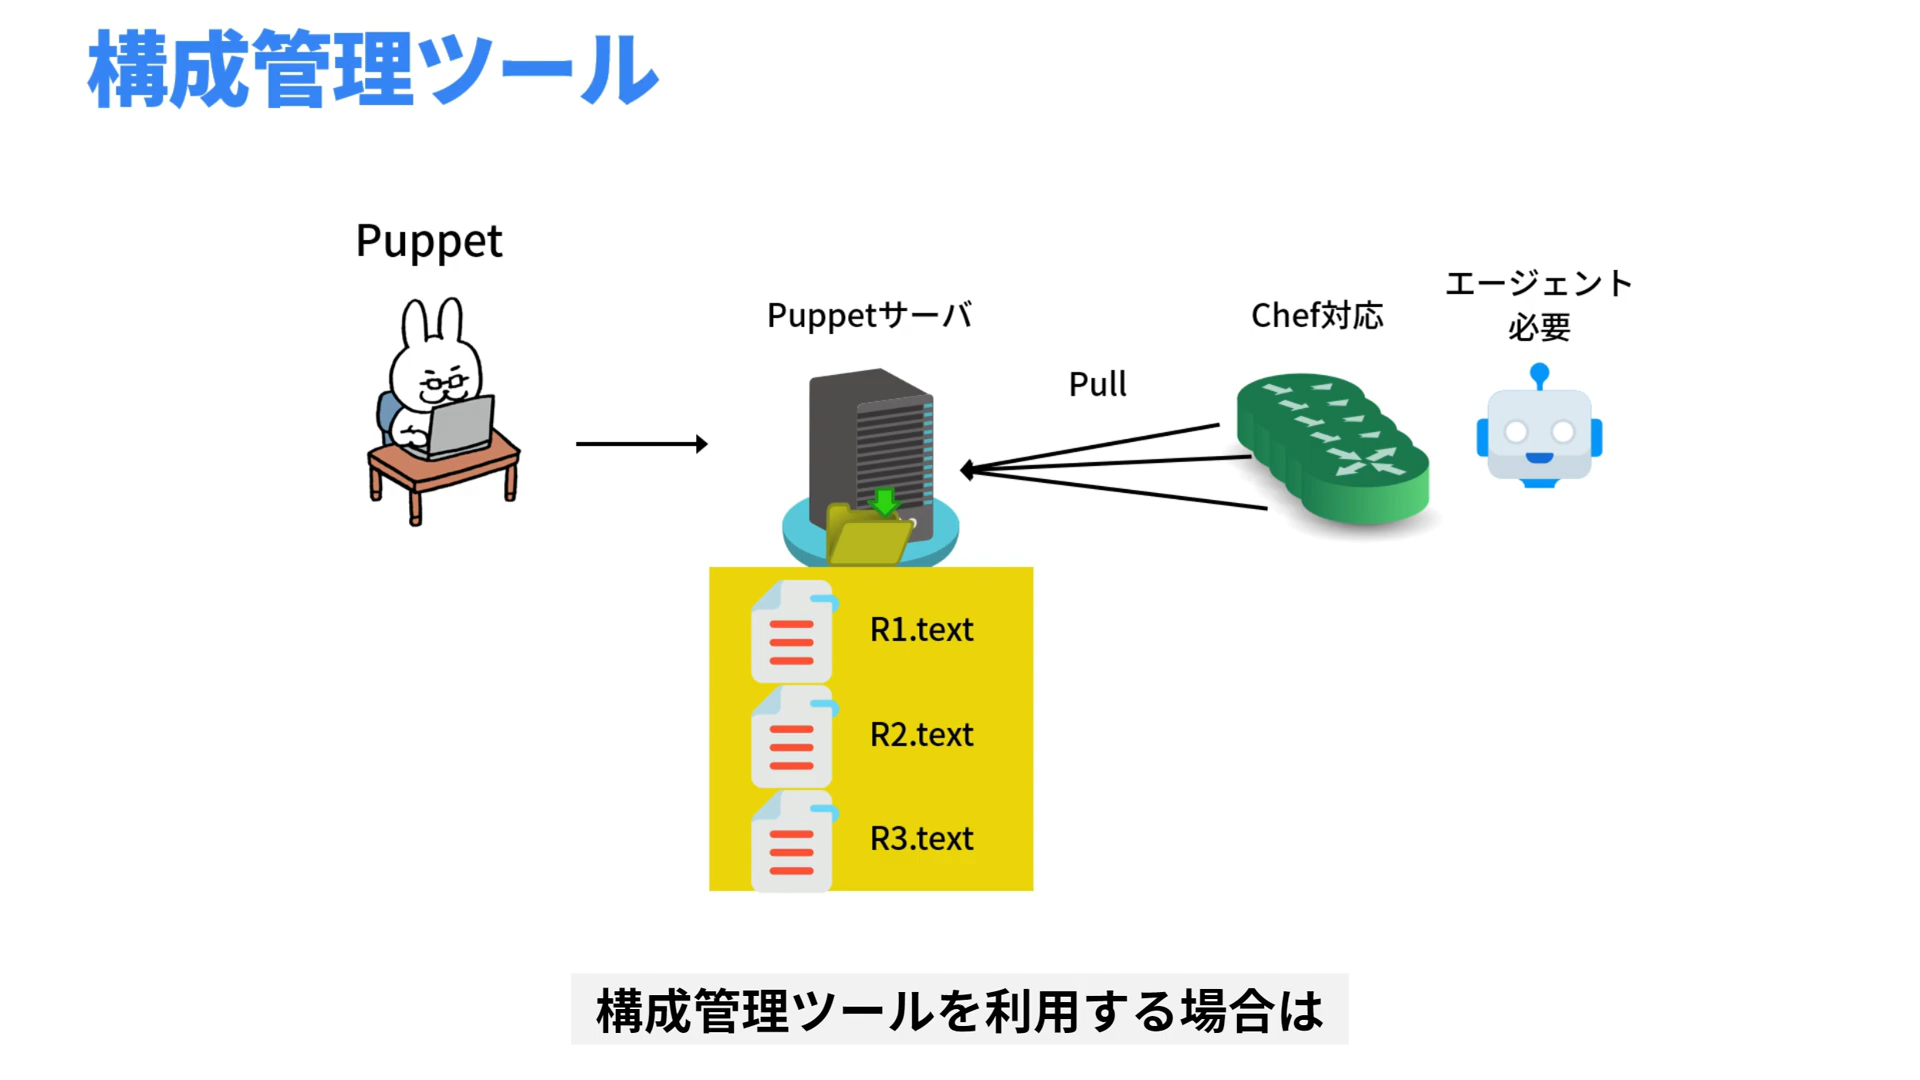 構成管理ツール
Puppet
Puppetサーバ
Pull
Chef対応
エージェント
必要
R1.text
R2.text
R3.text
構成管理ツールを利用する場合は